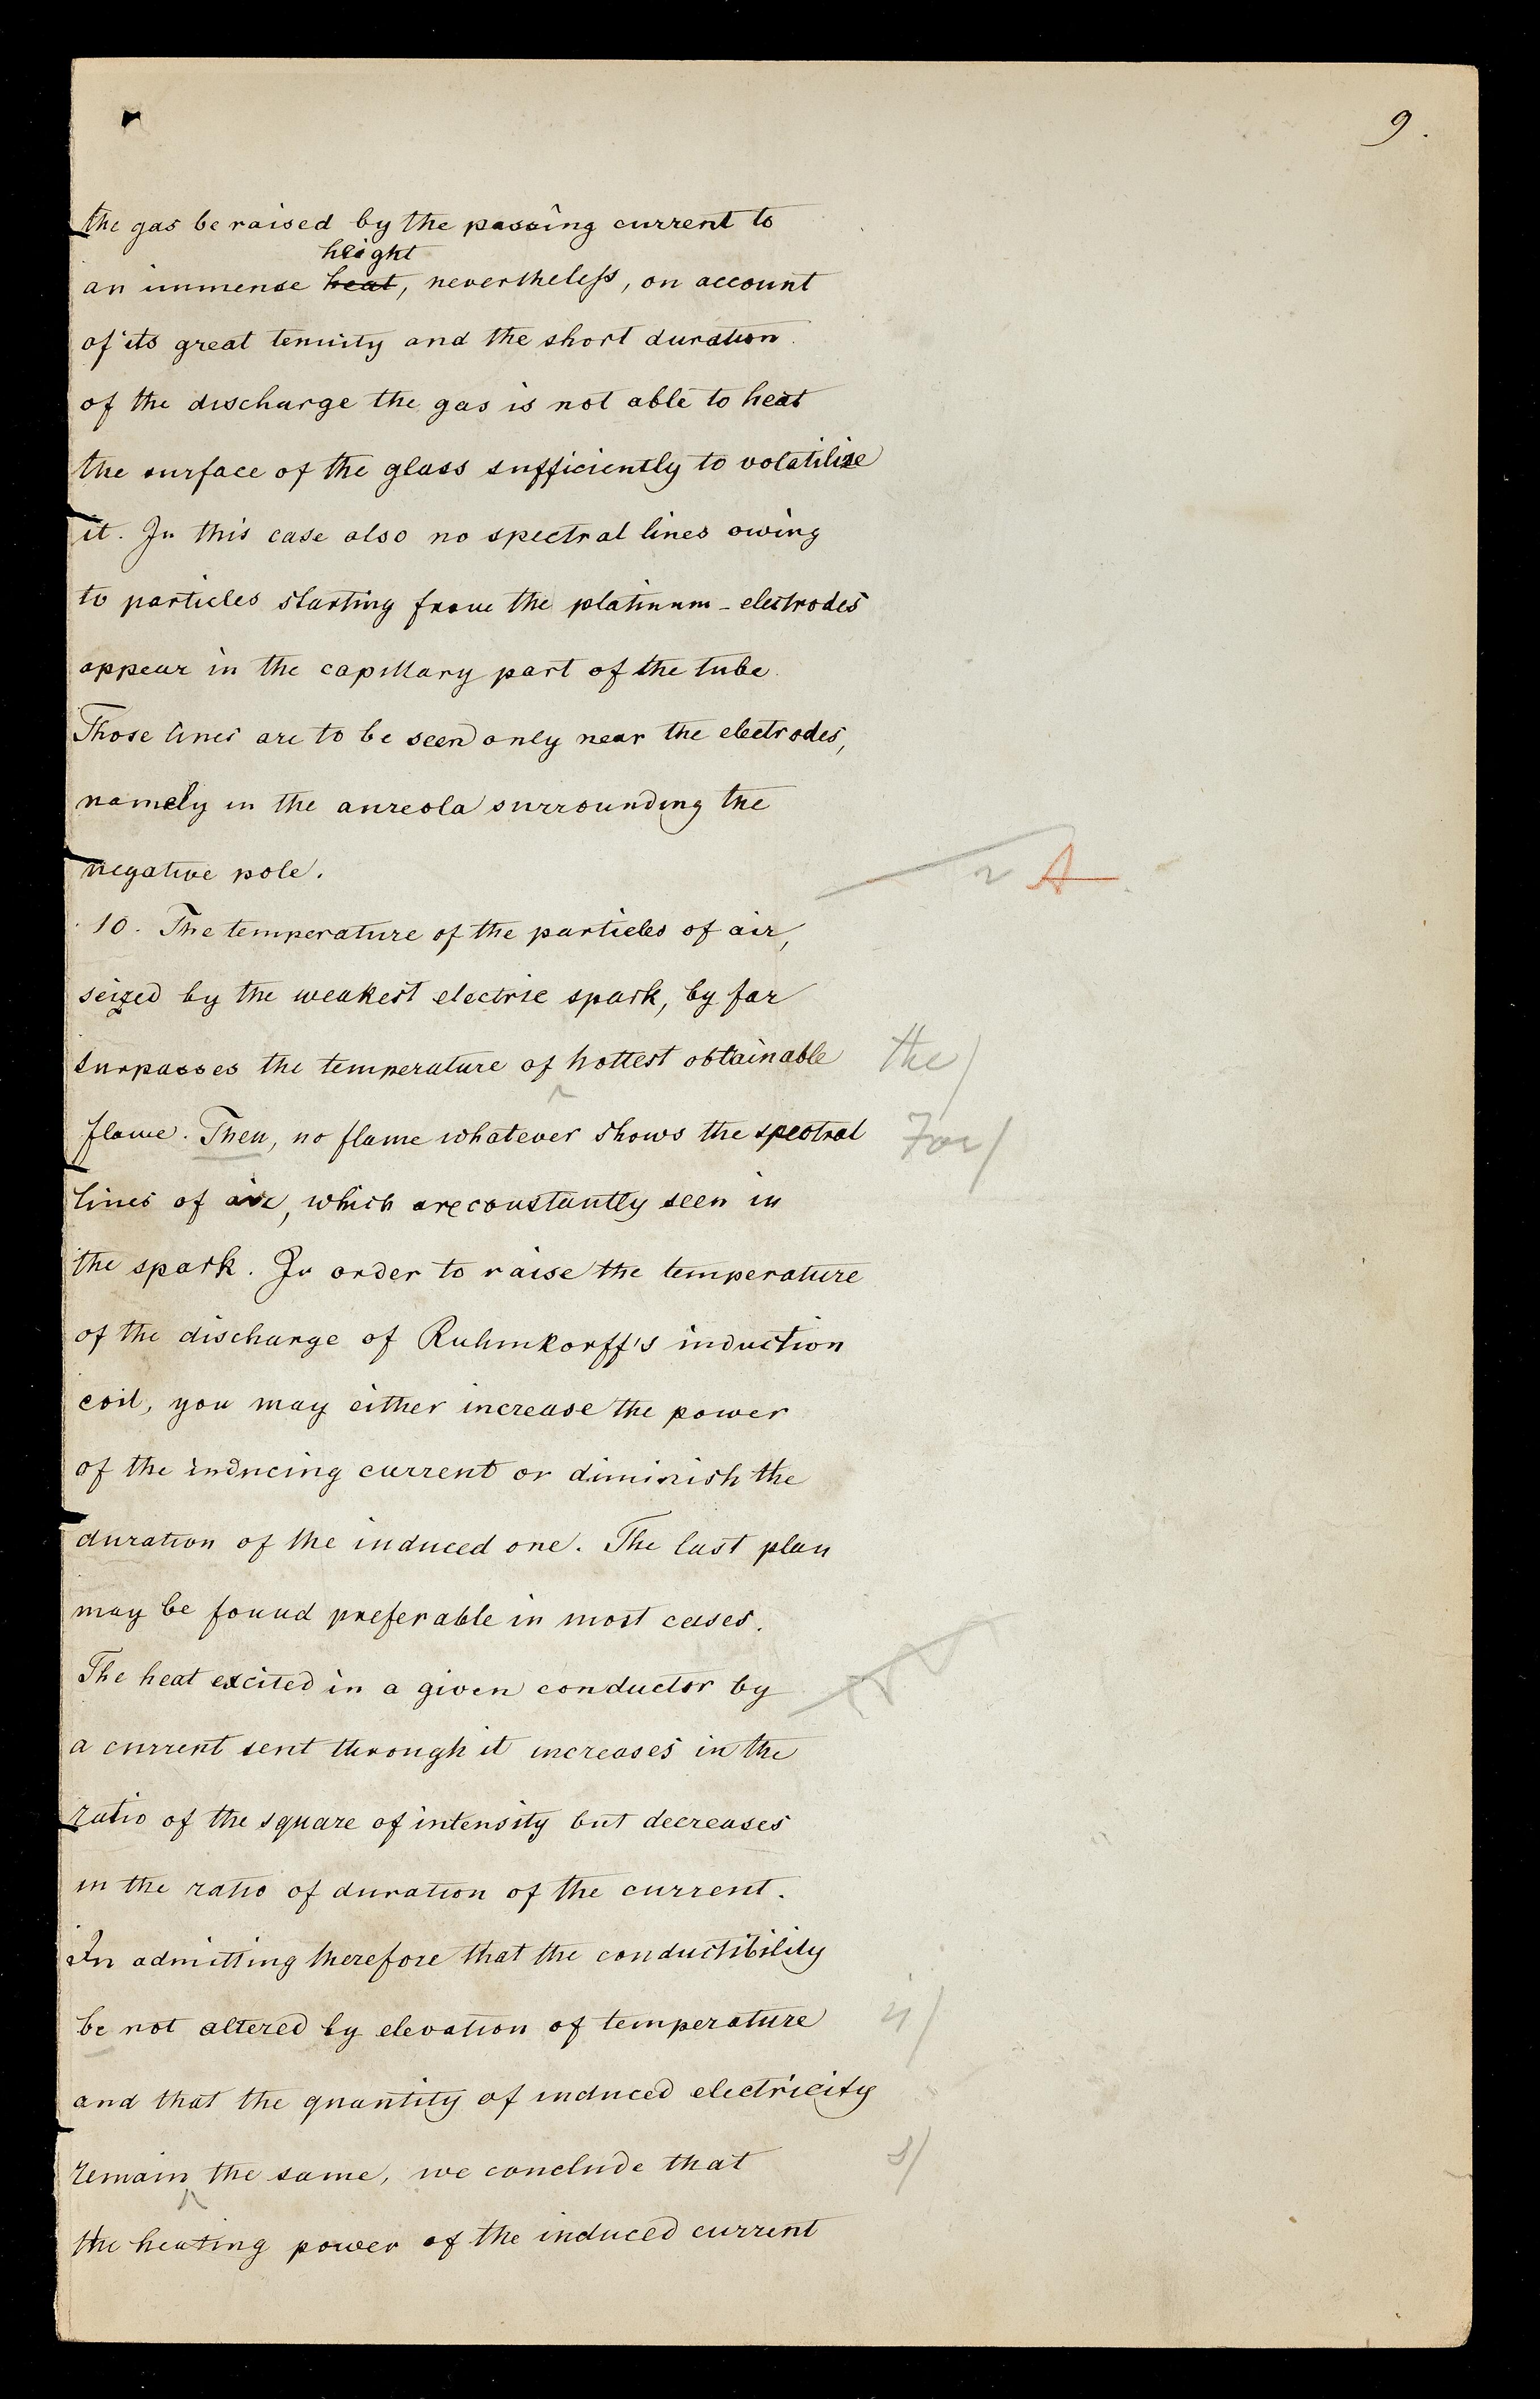 9.
the gas be raised by the passing current to
height
an immense heat, nevertheless, on account
of its great tenuity and the short duration
of the discharge the gas is not able to heat
the surface of the glass sufficiently to volatilize
it. In this case also no spectral lines owing
to particles starting from the platinum-electrodes
appear in the capillary part of the tube.
Those lines are to be seen only near the electrodes,
namely in the aureola surrounding the
negative pole.
10. The temperature of the particles of air,
seized by the weakest electric spark, by far
surpasses the temperature of hottest obtainable the/
flame. Then, no flame whatever shows the spectral For/
lines of air, which are constantly seen in
the spark. In order to raise the temperature
of the discharge of Ruhmkorff's induction
coil, you may either increase the power
of the inducing current or diminish the
duration of the induced one. The last plan
may be found preferable in most cases.
The heat excited in a given conductor by
a current sent through it increases in the
ratio of the square of intensity but decreases
in the ratio of duration of the current.
In admitting therefore that the conductibility
be not altered by elevation of temperature
and that the quantity of induced electricity
remain the same, we conclude that s/
the heating power of the induced current